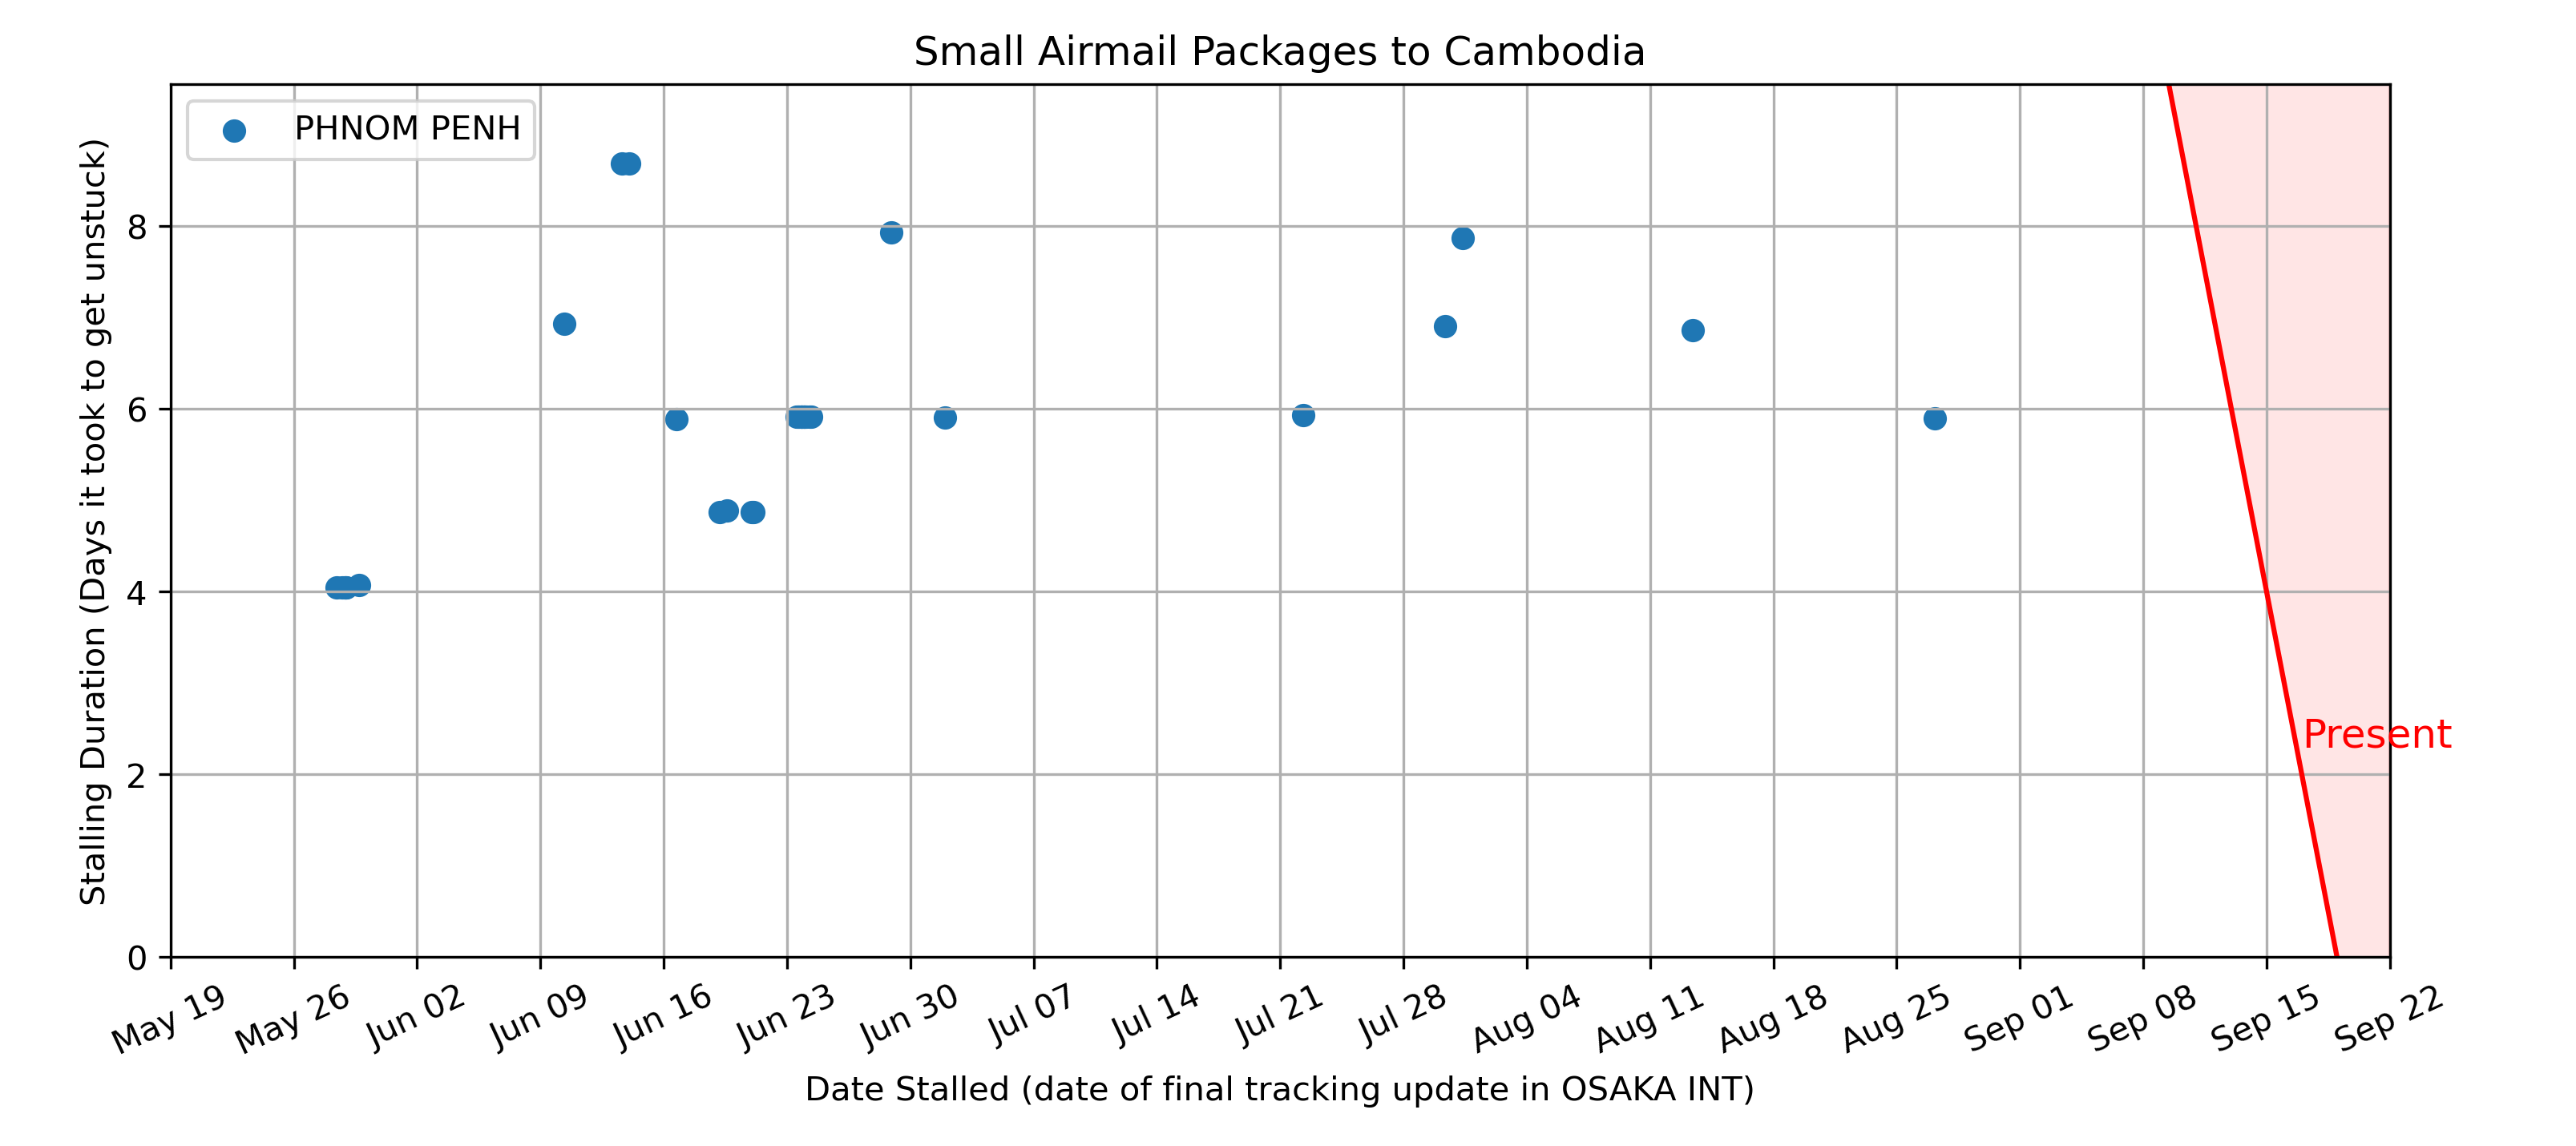 Small Airmail Packages to Cambodia
PHNOM PENH
Stalling Duration (Days it took to get unstuck)
8
6
4
2
0
Present
May 19
May 26
Jun 02
Jun 09
Jun 16
Jun 23
Jun 30
Jul 07
Jul 14
Jul 21
Jul 28
Aug 04
Aug 11
Aug 18
Aug 25
Sep 01
Sep 08
Sep 15
Sep 22
Date Stalled (date of final tracking update in OSAKA INT)